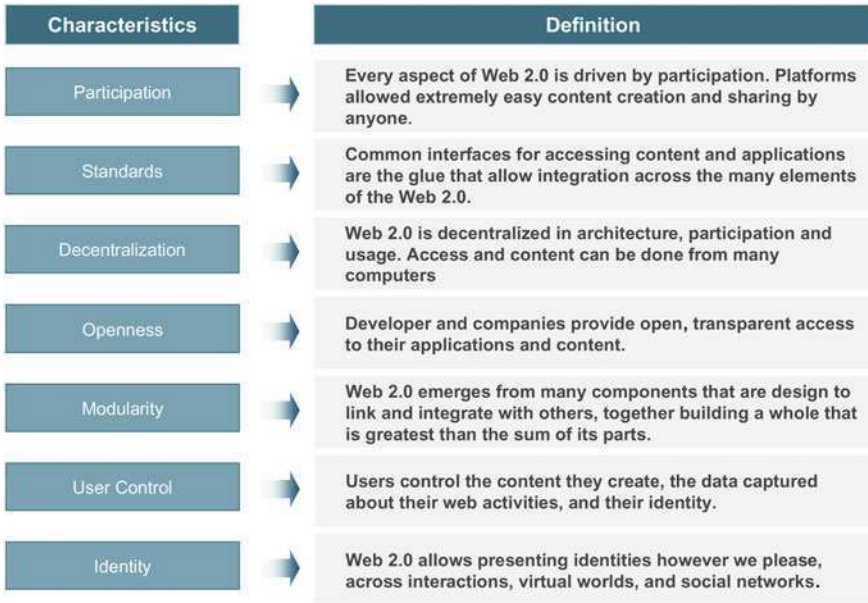 Characteristics
Definition
Participation
Every aspect of Web 2.0 is driven by participation. Platforms
allowed extremely easy content creation and sharing by
anyone.
Standards
Common interfaces for accessing content and applications
are the glue that allow integration across the many elements
of the Web 2.0.
Decentralization
Web 2.0 is decentralized in architecture, participation and
usage. Access and content can be done from many
computers
Openness
Developer and companies provide open, transparent access
to their applications and content.
Modularity
Web 2.0 emerges from many components that are design to
link and integrate with others, together building a whole that
is greatest than the sum of its parts.
User Control
Users control the content they create, the data captured
about their web activities, and their identity.
Identity
Web 2.0 allows presenting identities however we please,
across interactions, virtual worlds, and social networks.